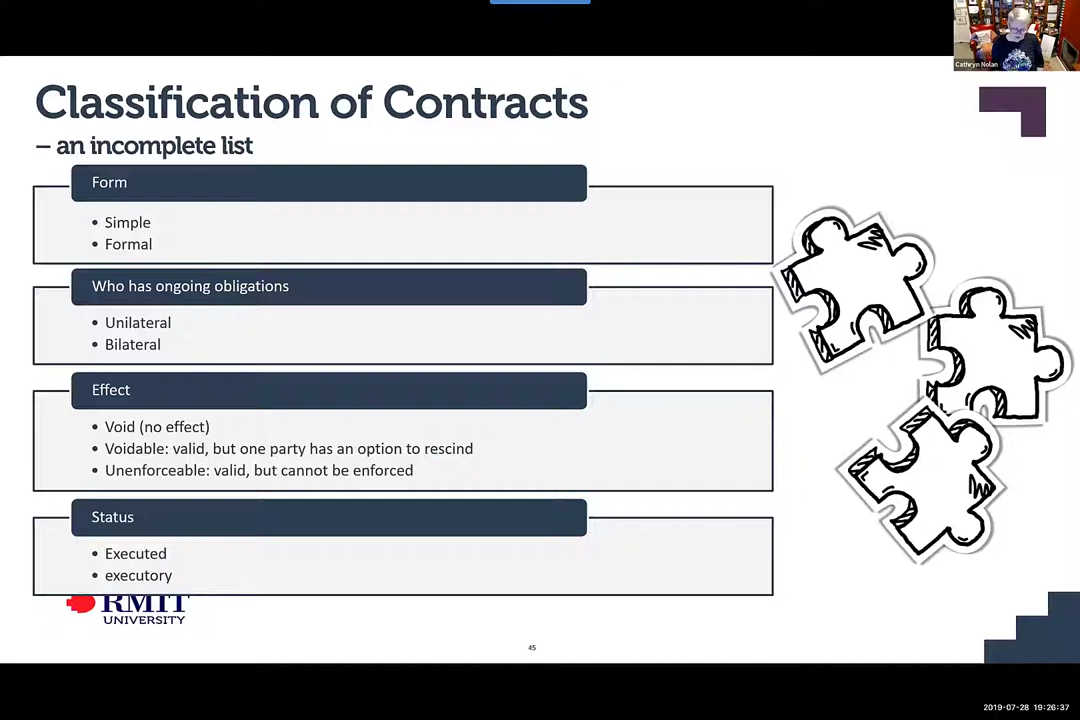 Cathryn Nolan
Classification of Contracts
– an incomplete list
Form
• Simple
• Formal
Who has ongoing obligations
• Unilateral
• Bilateral
Effect
• Void (no effect)
• Voidable: valid, but one party has an option to rescind
• Unenforceable: valid, but cannot be enforced
Status
• Executed
• executory
RMIT
UNIVERSITY
45
2019-07-28 19:26:37